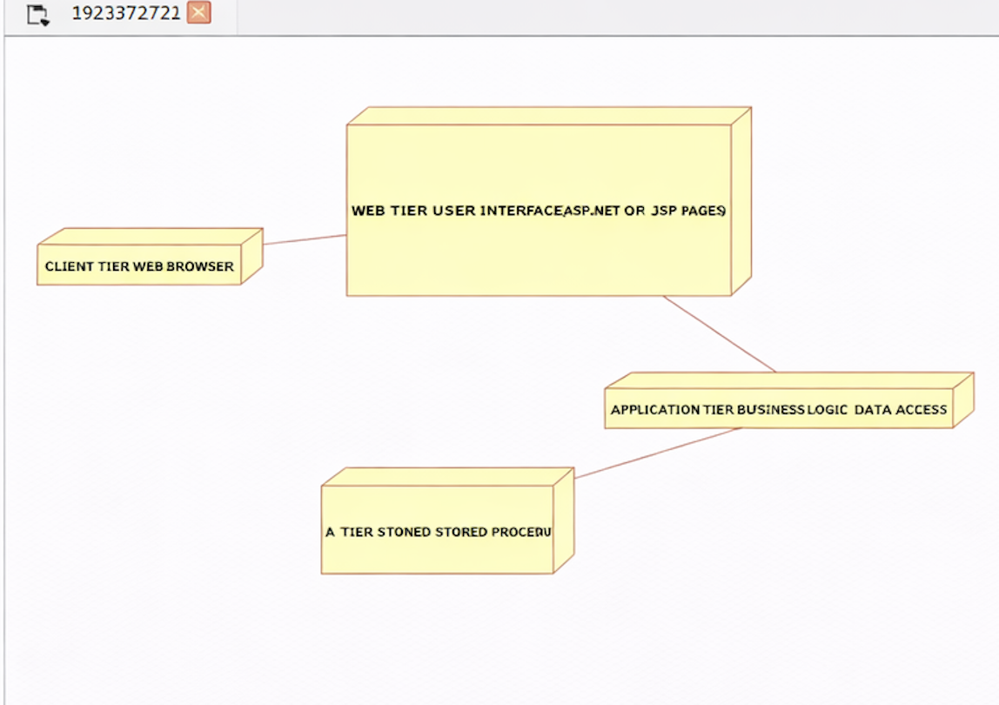 1923372721
WEB TIER USER INTERFACE,ASP.NET OR JSP PAGES)
CLIENT TIER WEB BROWSER
APPLICATION TIER BUSINESS LOGIC DATA ACCESS
A TIER STONED STORED PROCEDU